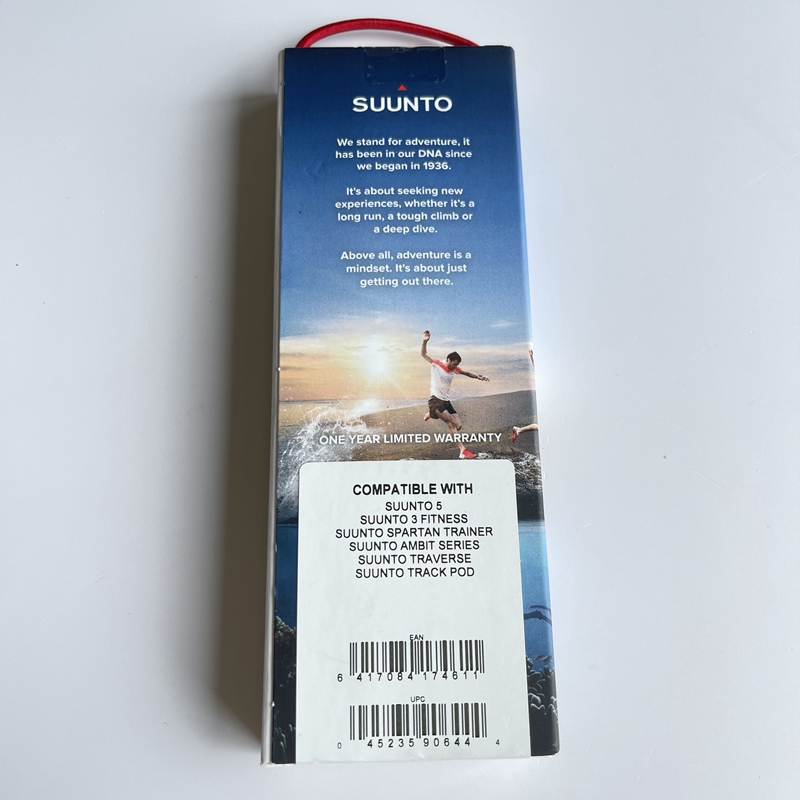 SUUNTO
We stand for adventure, it
has been in our DNA since
we began in 1936.
It's about seeking new
experiences, whether it's a
long run, a tough climb or
a deep dive.
Above all, adventure is a
mindset. It's about just
getting out there.
ONE YEAR LIMITED WARRANTY
COMPATIBLE WITH
SUUNTO 5
SUUNTO 3 FITNESS
SUUNTO SPARTAN TRAINER
SUUNTO AMBIT SERIES
SUUNTO TRAVERSE
SUUNTO TRACK POD
EAN
6 417084 174611
UPC
0 45235 90644 4